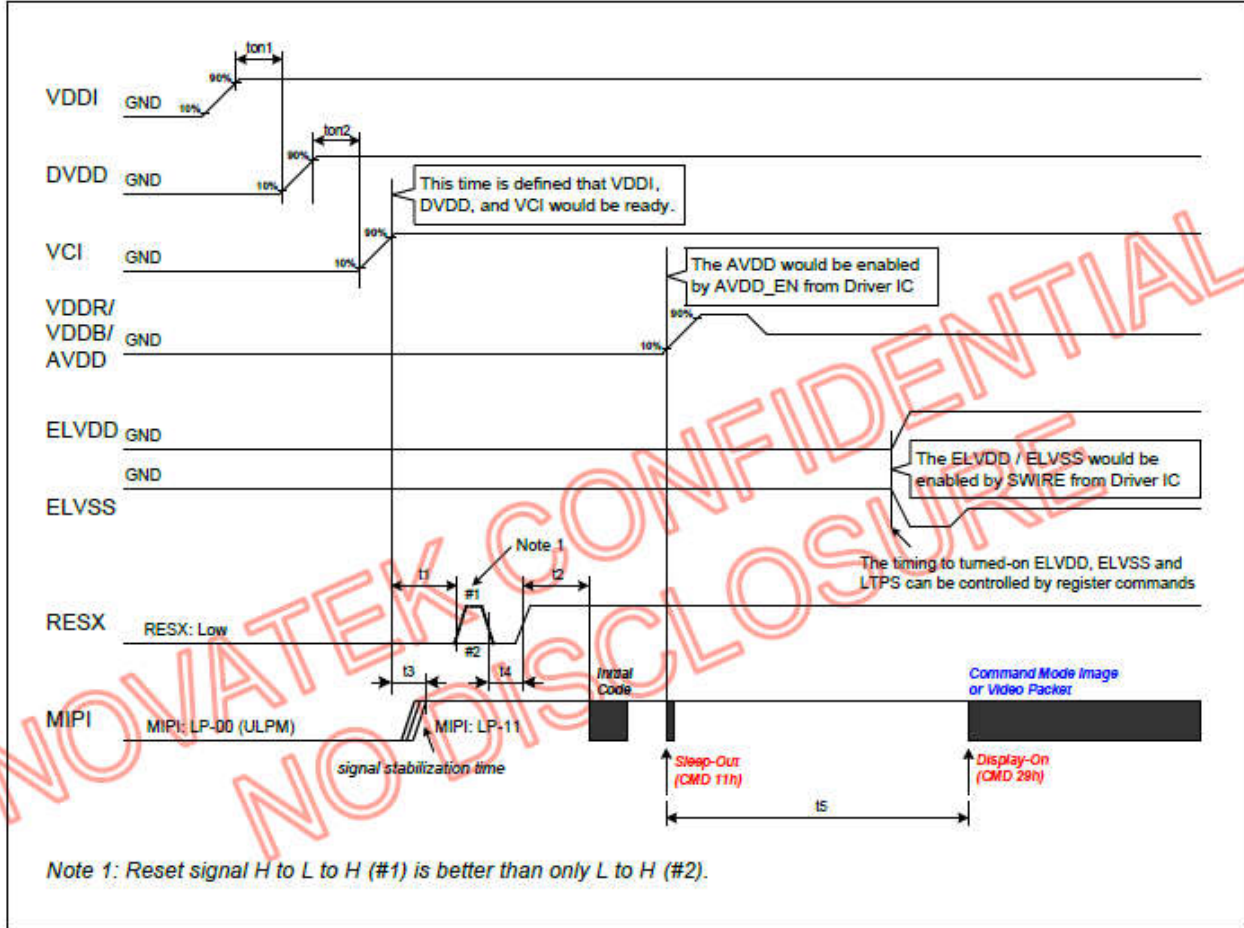 ton1
90%
VDDI GND 10%
ton2
90%
DVDD GND 10%
This time is defined that VDDI,
DVDD, and VCI would be ready.
90%
VCI GND 10%
The AVDD would be enabled
by AVDD_EN from Driver IC
VDDR/
VDDB/
AVDD
GND
90%
10%
ELVDD GND
GND
ELVSS
The ELVDD / ELVSS would be
enabled by SWIRE from Driver IC
The timing to turned-on ELVDD, ELVSS and
LTPS can be controlled by register commands
Note 1
t1
#1
t2
RESX RESX: Low
#2
t3
t4
Initial
Code
Command Mode Image
or Video Packet
MIPI MIPI: LP-00 (ULPM) MIPI: LP-11
signal stabilization time
Sleep-Out
(CMD 11h)
Display-On
(CMD 29h)
t5
Note 1: Reset signal H to L to H (#1) is better than only L to H (#2).
NOVATEK CONFIDENTIAL
NO DISCLOSURE